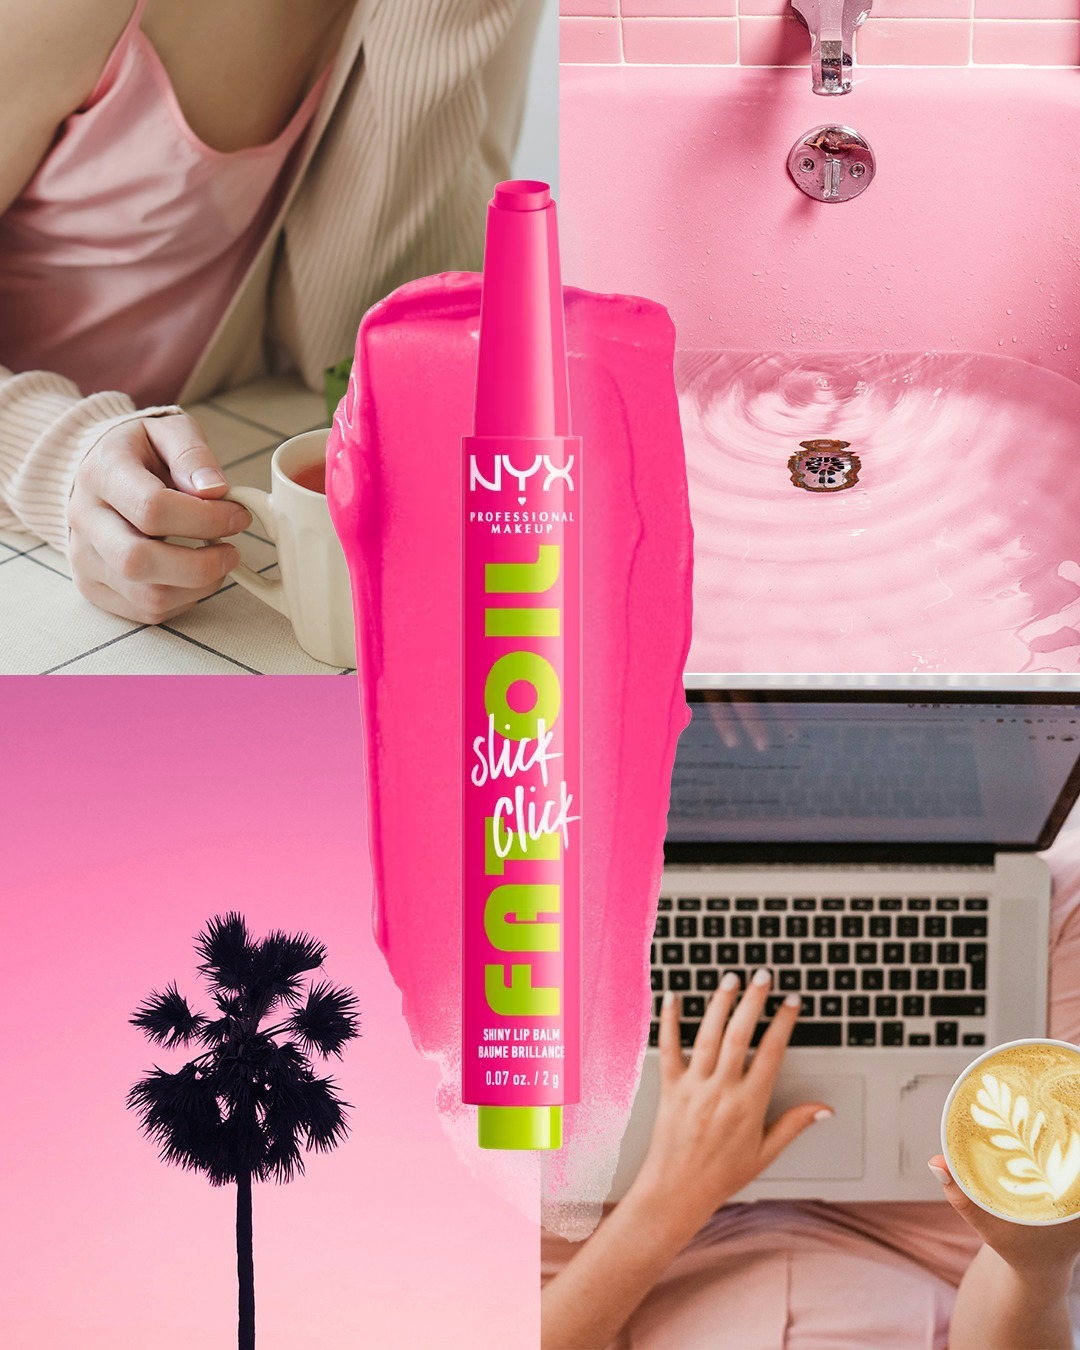 NYX
PROFESSIONAL
MAKEUP
FAT OIL
slick
click
SHINY LIP BALM
BAUME BRILLANCE
0.07 oz. / 2 g